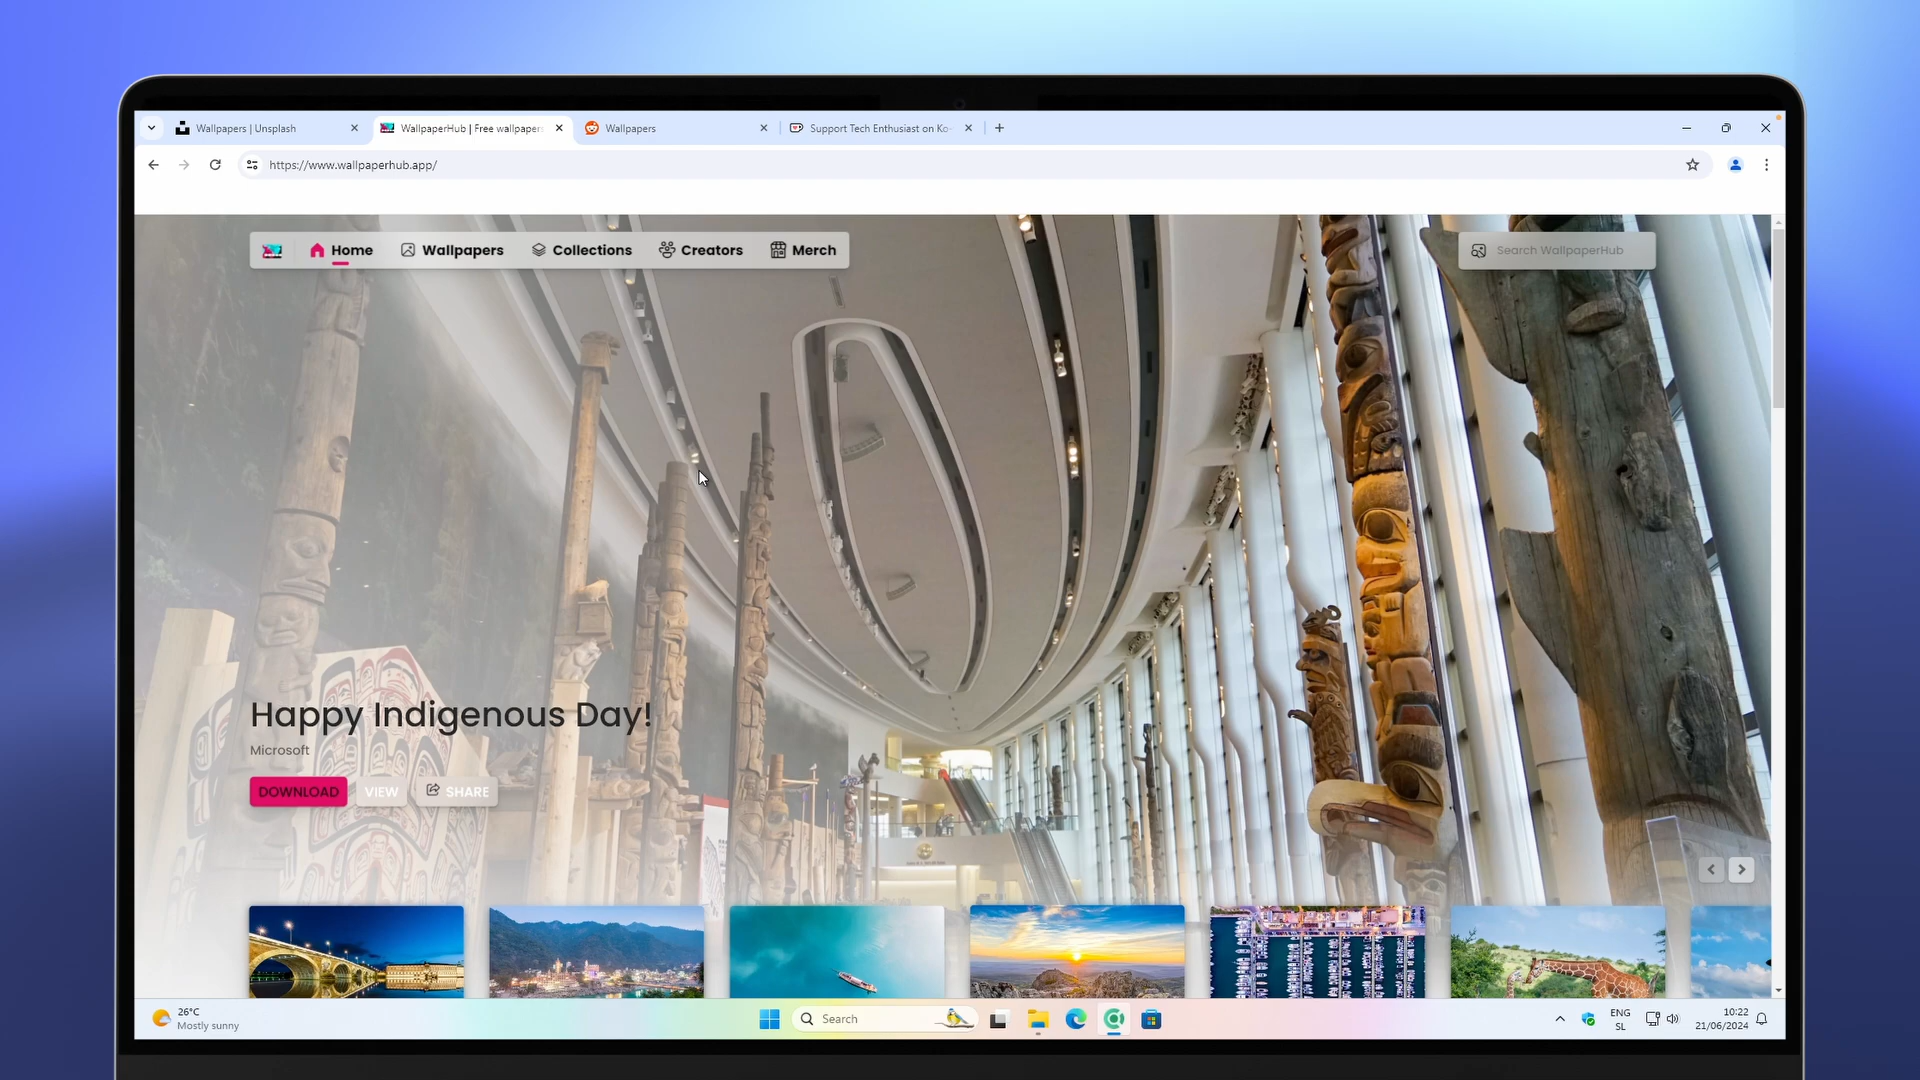 Wallpapers | Unsplash
WallpaperHub | Free wallpapers
Wallpapers
Support Tech Enthusiast on Ko-
https://www.wallpaperhub.app/
Home
Wallpapers
Collections
Creators
Merch
Search WallpaperHub
Happy Indigenous Day!
Microsoft
DOWNLOAD
VIEW
SHARE
26°C
Mostly sunny
Search
ENG
SL
10:22
21/06/2024